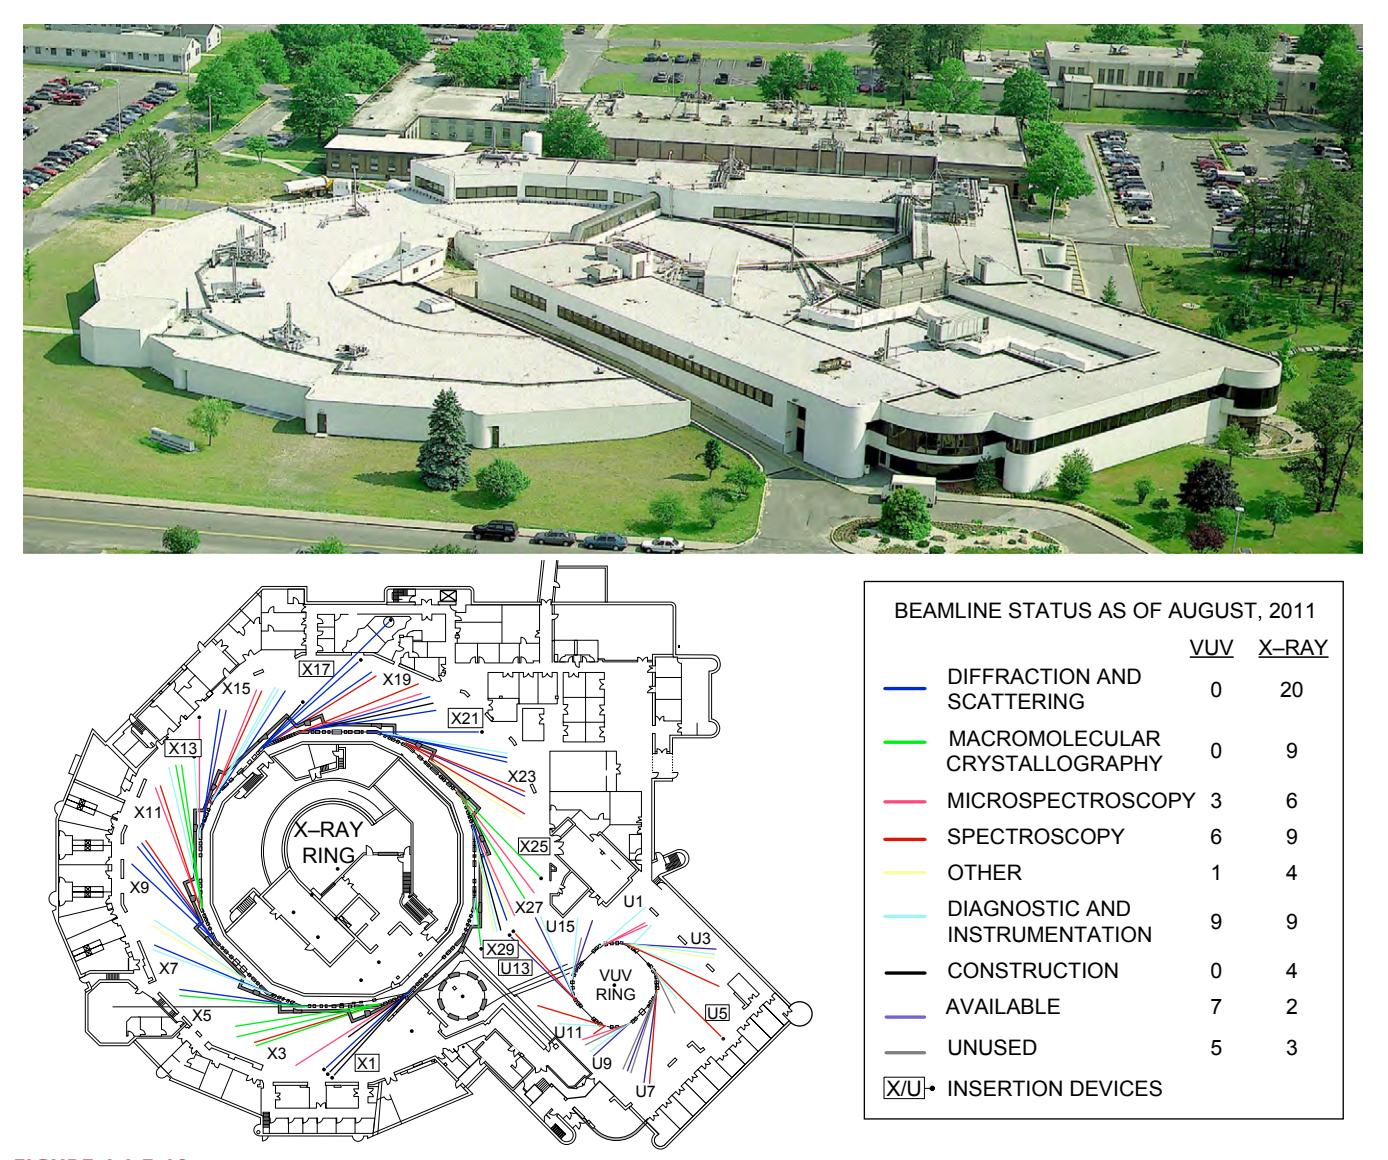 X17
X15
X19
X21
X13
X23
X11
X–RAY
RING
X25
X9
X27
U1
U15
U3
X29
U13
X7
VUV
RING
X5
U5
U11
X3
X1
U9
U7
BEAMLINE STATUS AS OF AUGUST, 2011
VUV X–RAY
DIFFRACTION AND
SCATTERING 0 20
MACROMOLECULAR
CRYSTALLOGRAPHY 0 9
MICROSPECTROSCOPY 3 6
SPECTROSCOPY 6 9
OTHER 1 4
DIAGNOSTIC AND
INSTRUMENTATION 9 9
CONSTRUCTION 0 4
AVAILABLE 7 2
UNUSED 5 3
X/U INSERTION DEVICES